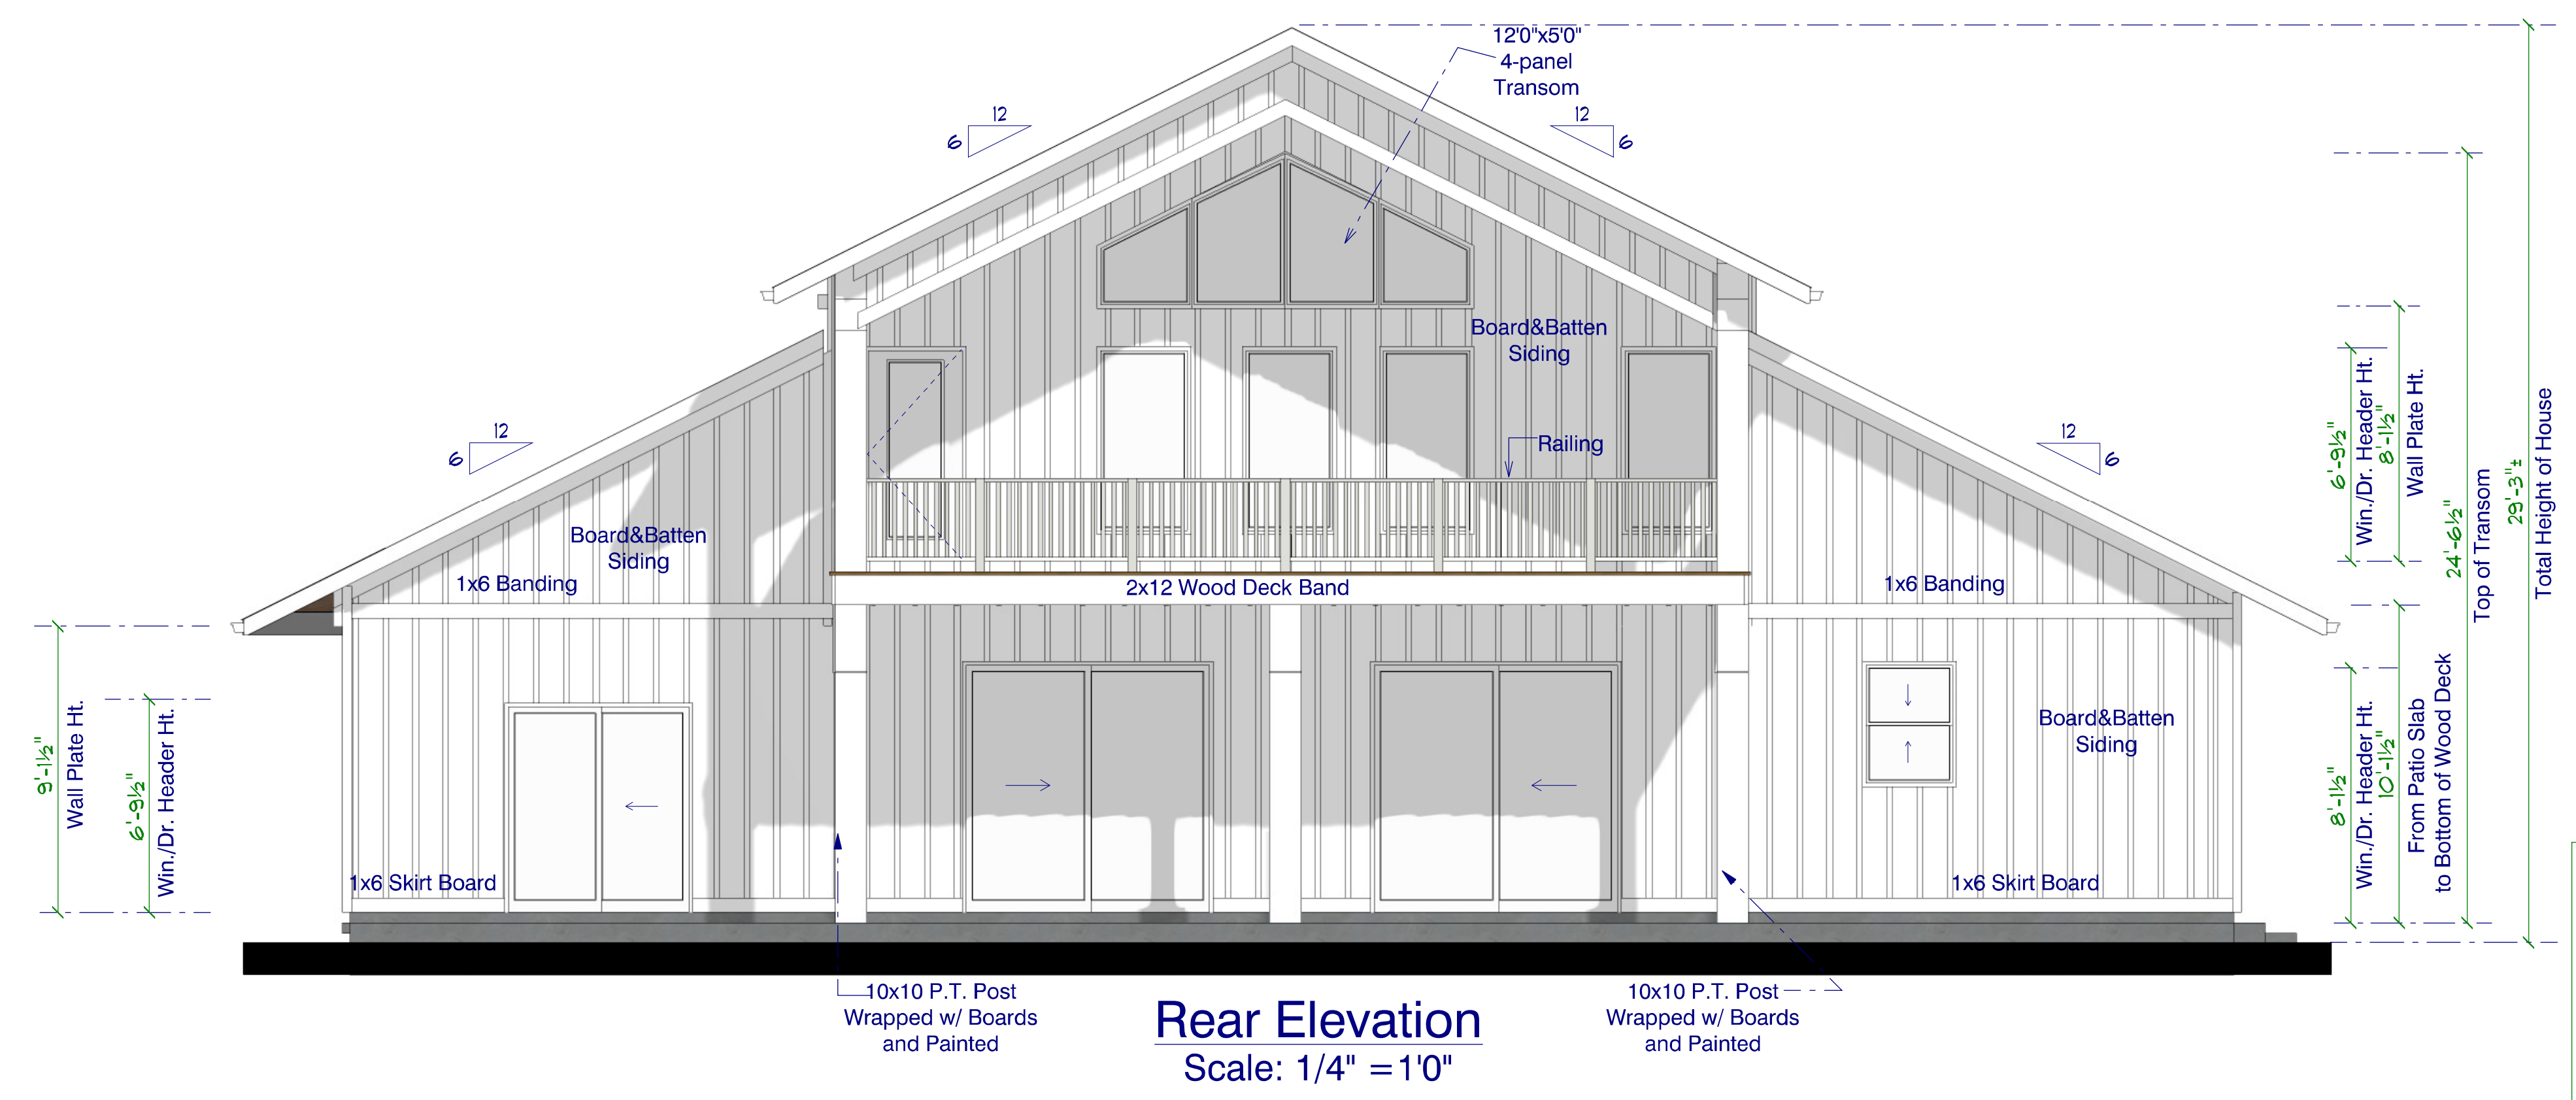 12'0"x5'0"
4-panel
Transom
12
6
12
6
12
6
12
6
Board&Batten
Siding
Railing
Board&Batten
Siding
1x6 Banding
2x12 Wood Deck Band
1x6 Banding
Board&Batten
Siding
1x6 Skirt Board
1x6 Skirt Board
9'-1½"
Wall Plate Ht.
6'-9½"
Win./Dr. Header Ht.
6'-9½"
Win./Dr. Header Ht.
8'-1½"
Wall Plate Ht.
8'-1½"
Win./Dr. Header Ht.
10'-1½"
From Patio Slab
to Bottom of Wood Deck
24'-6½"
Top of Transom
29'-3"±
Total Height of House
10x10 P.T. Post
Wrapped w/ Boards
and Painted
10x10 P.T. Post
Wrapped w/ Boards
and Painted
Rear Elevation
Scale: 1/4" =1'0"